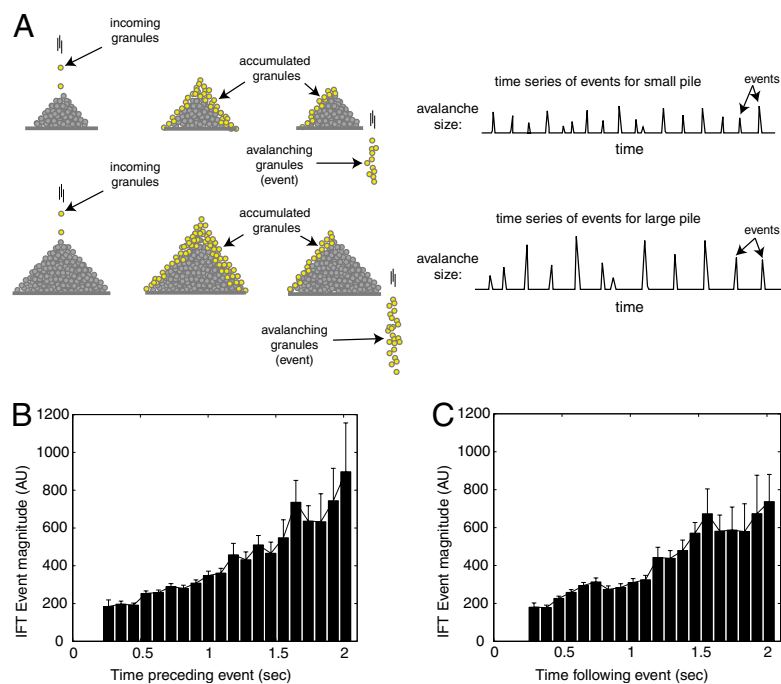 A
incoming
granules
accumulated
granules
avalanching
granules
(event)
time series of events for small pile
events
avalanche
size:
time
incoming
granules
accumulated
granules
avalanching
granules
(event)
time series of events for large pile
events
avalanche
size:
time
B
IFT Event magnitude (AU)
1200
1000
800
600
400
200
0
0 0.5 1 1.5 2
Time preceding event (sec)
C
IFT Event magnitude (AU)
1200
1000
800
600
400
200
0
0 0.5 1 1.5 2
Time following event (sec)